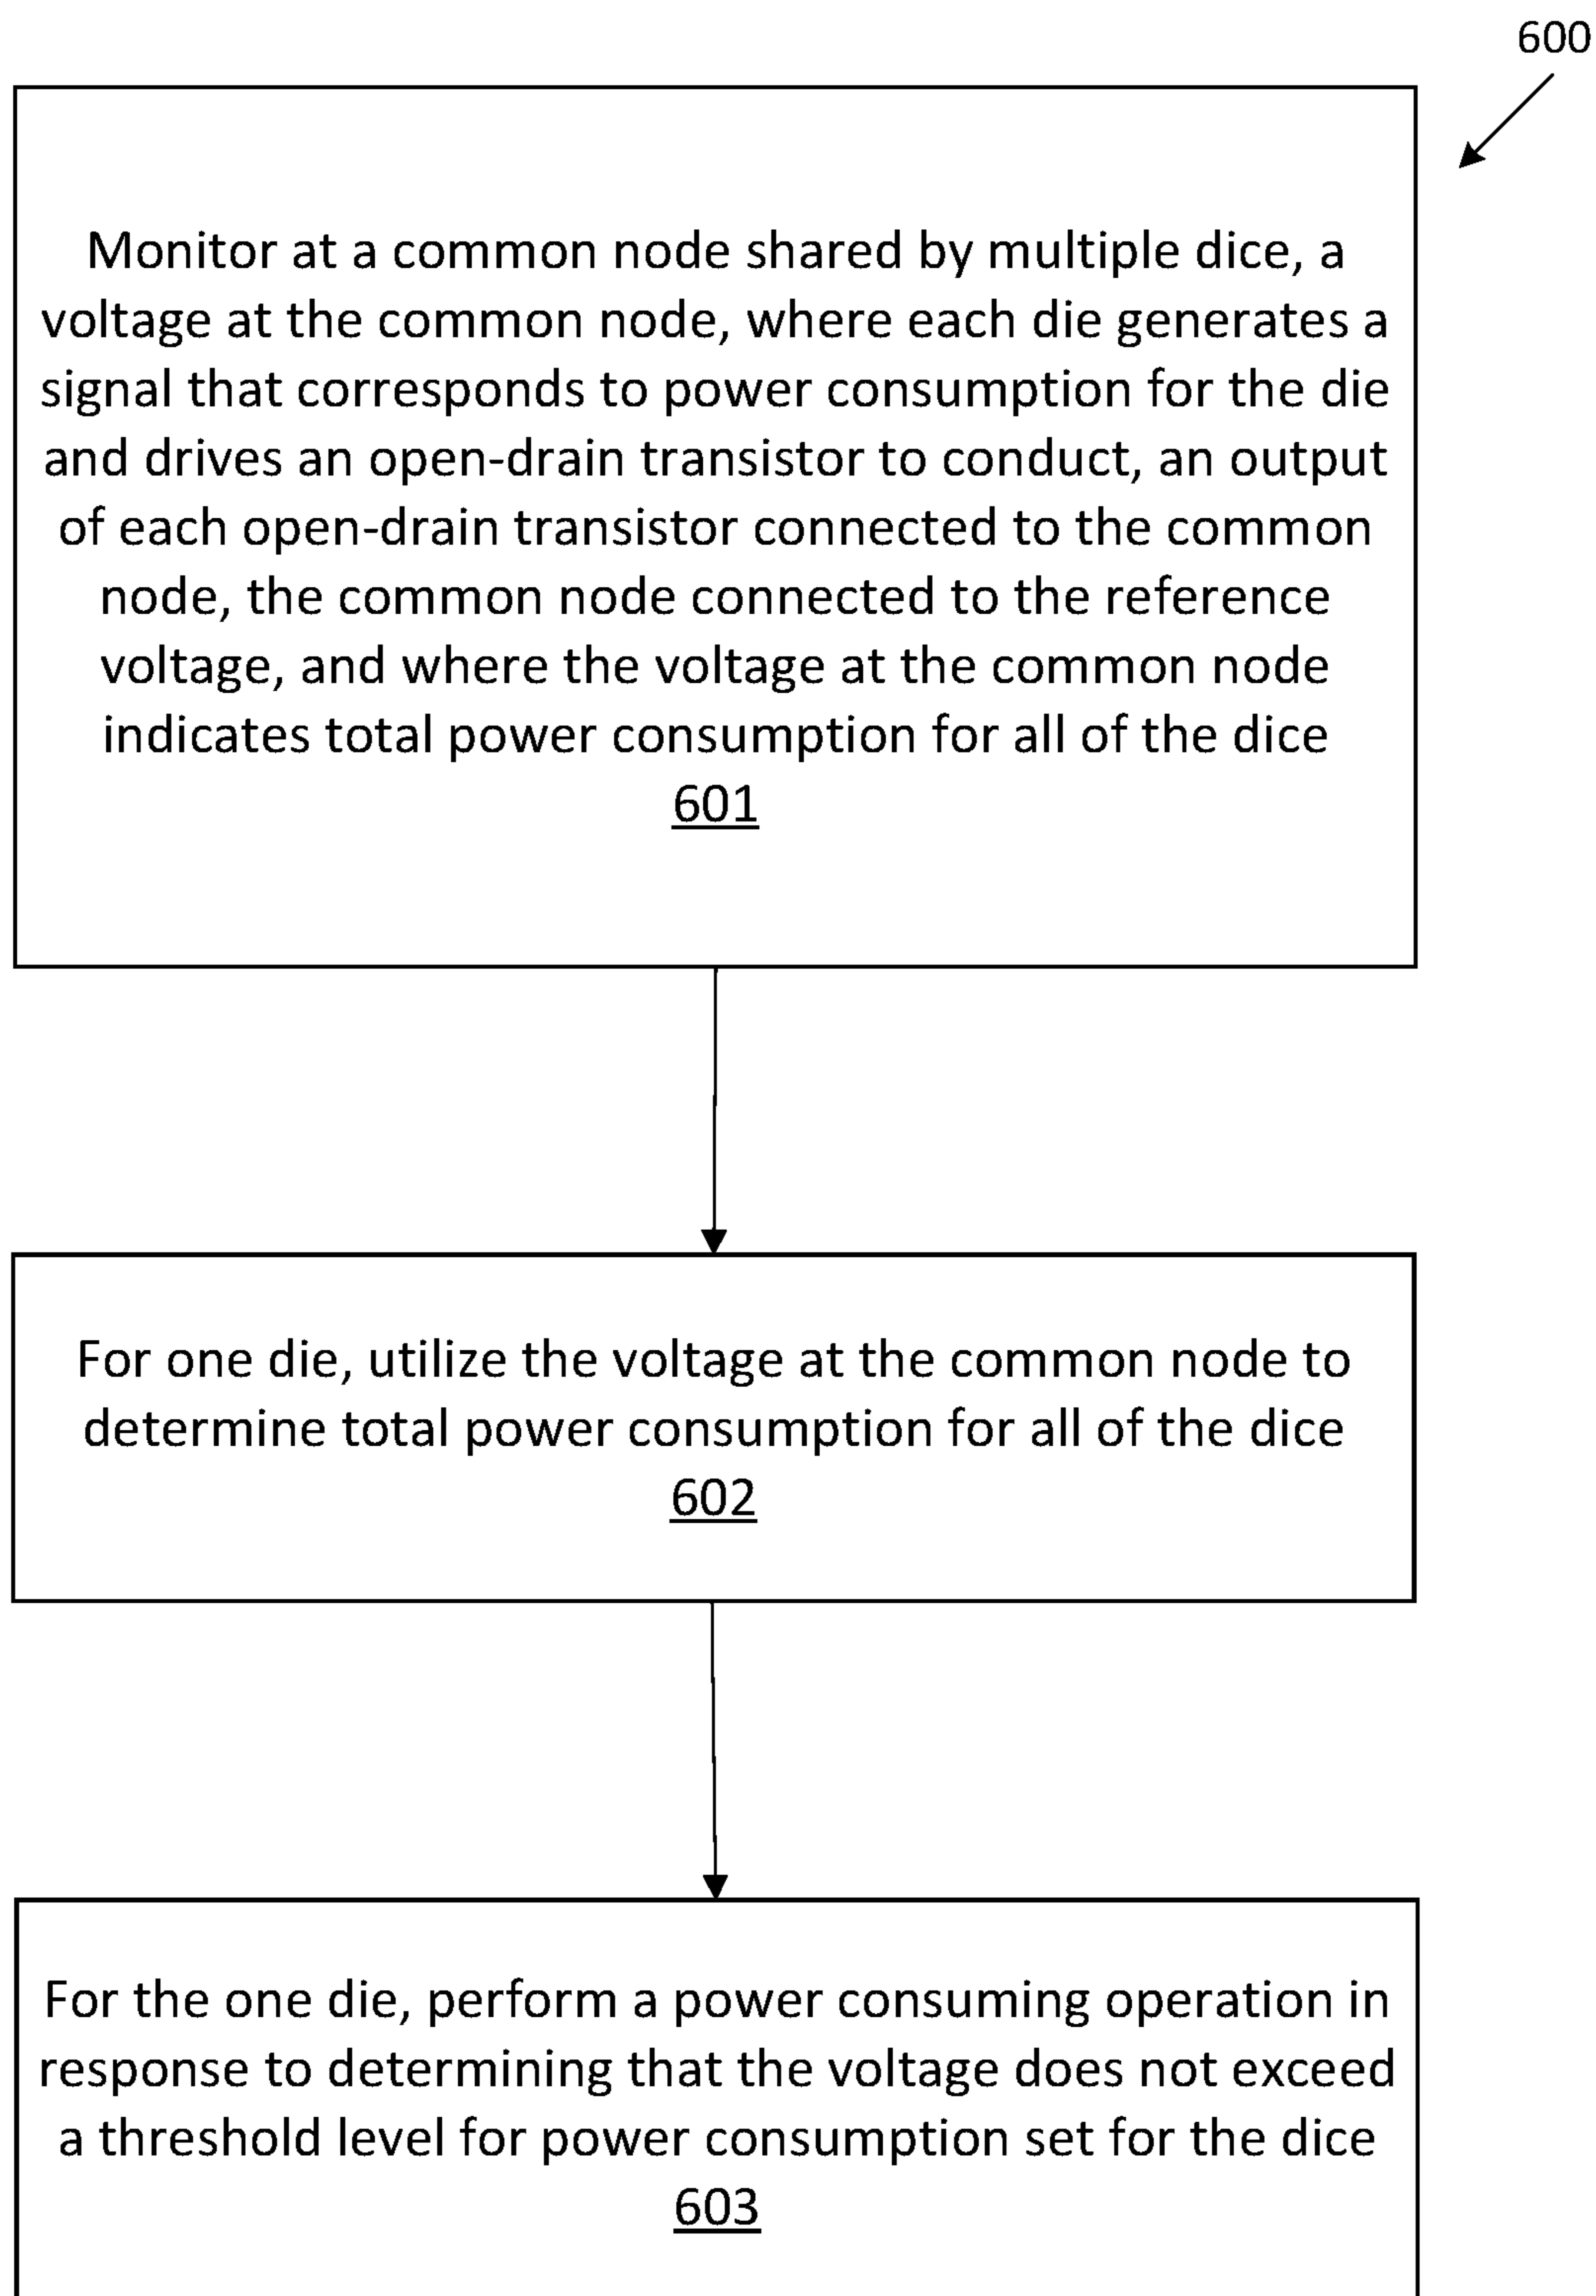 600
Monitor at a common node shared by multiple dice, a
voltage at the common node, where each die generates a
signal that corresponds to power consumption for the die
and drives an open-drain transistor to conduct, an output
of each open-drain transistor connected to the common
node, the common node connected to the reference
voltage, and where the voltage at the common node
indicates total power consumption for all of the dice
601
For one die, utilize the voltage at the common node to
determine total power consumption for all of the dice
602
For the one die, perform a power consuming operation in
response to determining that the voltage does not exceed
a threshold level for power consumption set for the dice
603